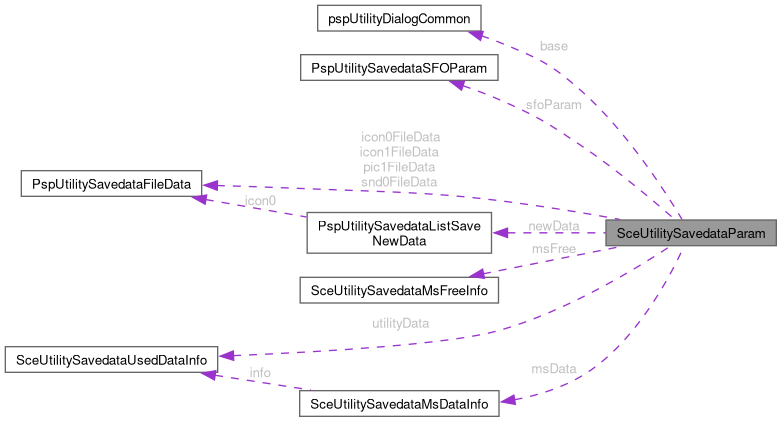 pspUtilityDialogCommon
base
PspUtilitySavedataSFOParam
sfoParam
icon0FileData
icon1FileData
pic1FileData
snd0FileData
PspUtilitySavedataFileData
icon0
PspUtilitySavedataListSave
NewData
newData
SceUtilitySavedataParam
msFree
SceUtilitySavedataMsFreeInfo
utilityData
SceUtilitySavedataUsedDataInfo
info
msData
SceUtilitySavedataMsDataInfo